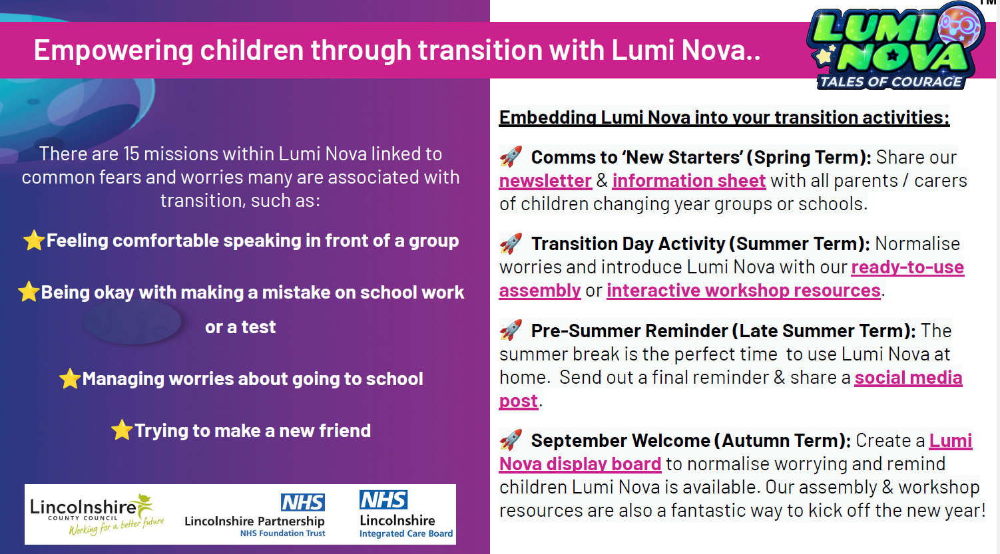 Empowering children through transition with Lumi Nova..
TM
LUMI
NOVA
TALES OF COURAGE
There are 15 missions within Lumi Nova linked to
common fears and worries many are associated with
transition, such as:
⭐Feeling comfortable speaking in front of a group
⭐Being okay with making a mistake on school work
or a test
⭐Managing worries about going to school
⭐Trying to make a new friend
Lincolnshire
COUNTY COUNCIL
Working for a better future
NHS
Lincolnshire Partnership
NHS Foundation Trust
NHS
Lincolnshire
Integrated Care Board
Embedding Lumi Nova into your transition activities:
🚀 Comms to ‘New Starters’ (Spring Term): Share our
newsletter & information sheet with all parents / carers
of children changing year groups or schools.
🚀 Transition Day Activity (Summer Term): Normalise
worries and introduce Lumi Nova with our ready-to-use
assembly or interactive workshop resources.
🚀 Pre-Summer Reminder (Late Summer Term): The
summer break is the perfect time  to use Lumi Nova at
home.  Send out a final reminder & share a social media
post.
🚀 September Welcome (Autumn Term): Create a Lumi
Nova display board to normalise worrying and remind
children Lumi Nova is available. Our assembly & workshop
resources are also a fantastic way to kick off the new year!